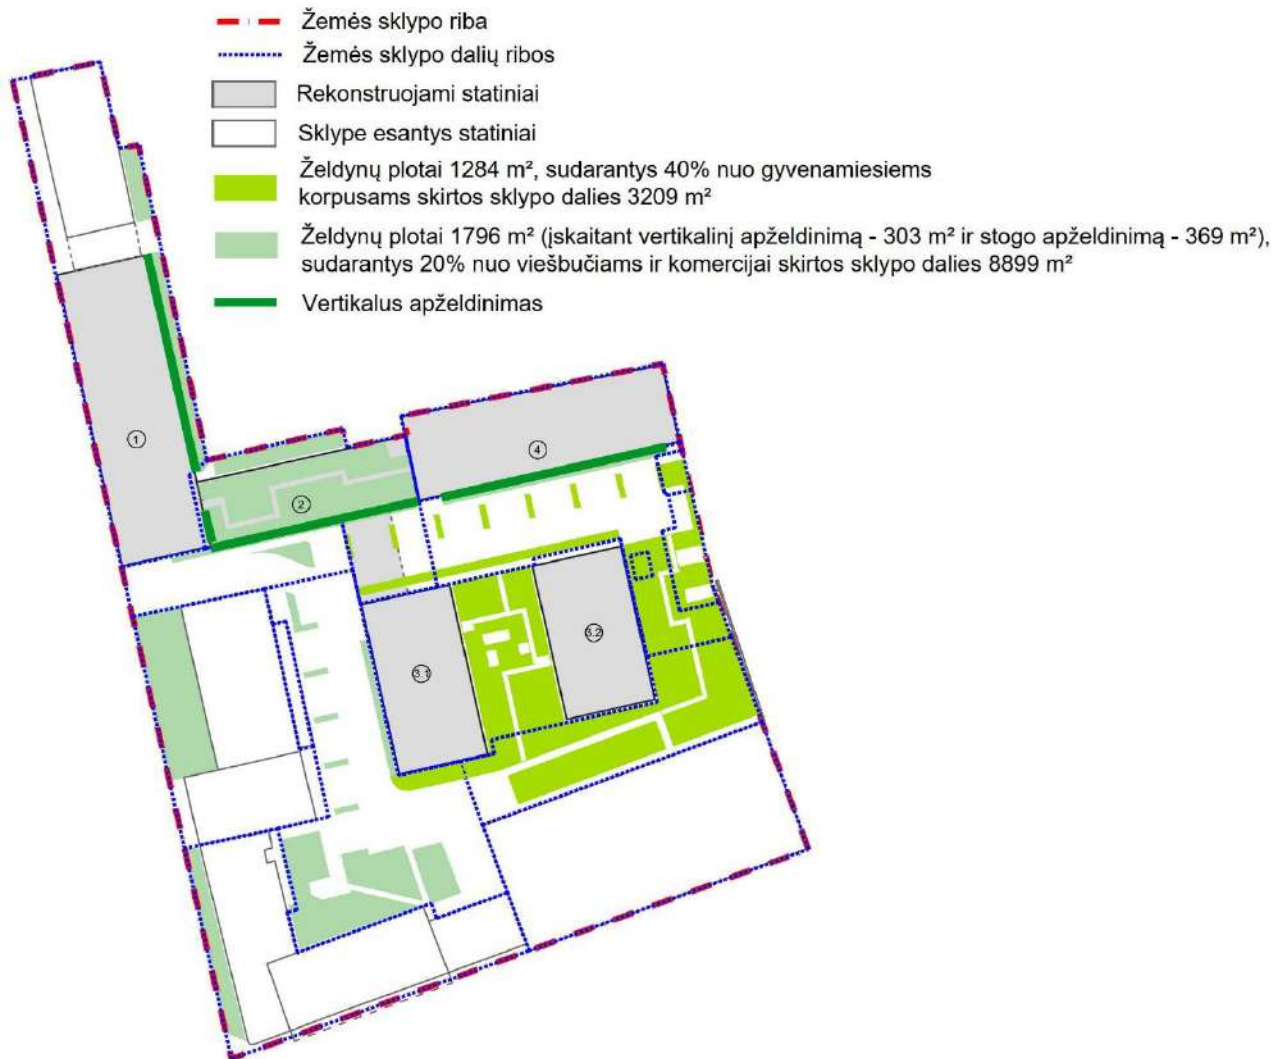 Žemės sklypo riba
Žemės sklypo dalių ribos
Rekonstruojami statiniai
Sklype esantys statiniai
Želdynų plotai 1284 m², sudarantys 40% nuo gyvenamiesiems
korpusams skirtos sklypo dalies 3209 m²
Želdynų plotai 1796 m² (įskaitant vertikalinį apželdinimą - 303 m² ir stogo apželdinimą - 369 m²),
sudarantys 20% nuo viešbučiams ir komercijai skirtos sklypo dalies 8899 m²
Vertikalus apželdinimas
1
4
2
3.2
3.1